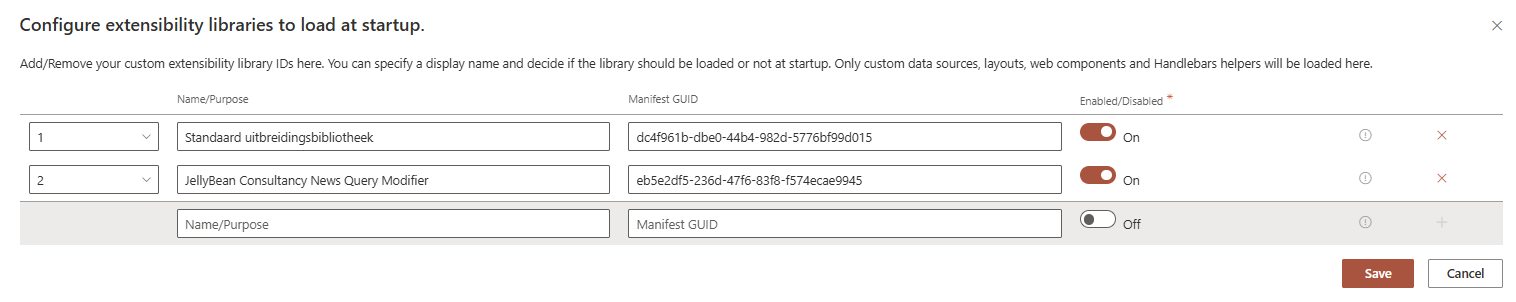 Configure extensibility libraries to load at startup.
Add/Remove your custom extensibility library IDs here. You can specify a display name and decide if the library should be loaded or not at startup. Only custom data sources, layouts, web components and Handlebars helpers will be loaded here.
Name/Purpose Manifest GUID Enabled/Disabled *
1 Standaard uitbreidingsbibliotheek dc4f961b-dbe0-44b4-982d-5776bf99d015 On
2 JellyBean Consultancy News Query Modifier eb5e2df5-236d-47f6-83f8-f574ecae9945 On
Name/Purpose Manifest GUID Off
Save Cancel